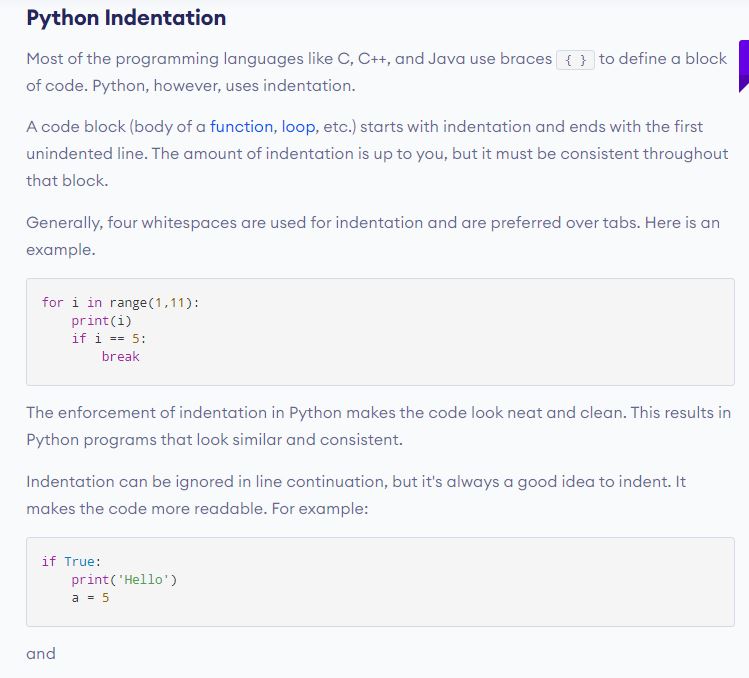 Python Indentation
Most of the programming languages like C, C++, and Java use braces { } to define a block
of code. Python, however, uses indentation.
A code block (body of a function, loop, etc.) starts with indentation and ends with the first
unindented line. The amount of indentation is up to you, but it must be consistent throughout
that block.
Generally, four whitespaces are used for indentation and are preferred over tabs. Here is an
example.
for i in range(1,11):
    print(i)
    if i == 5:
        break
The enforcement of indentation in Python makes the code look neat and clean. This results in
Python programs that look similar and consistent.
Indentation can be ignored in line continuation, but it's always a good idea to indent. It
makes the code more readable. For example:
if True:
    print('Hello')
    a = 5
and